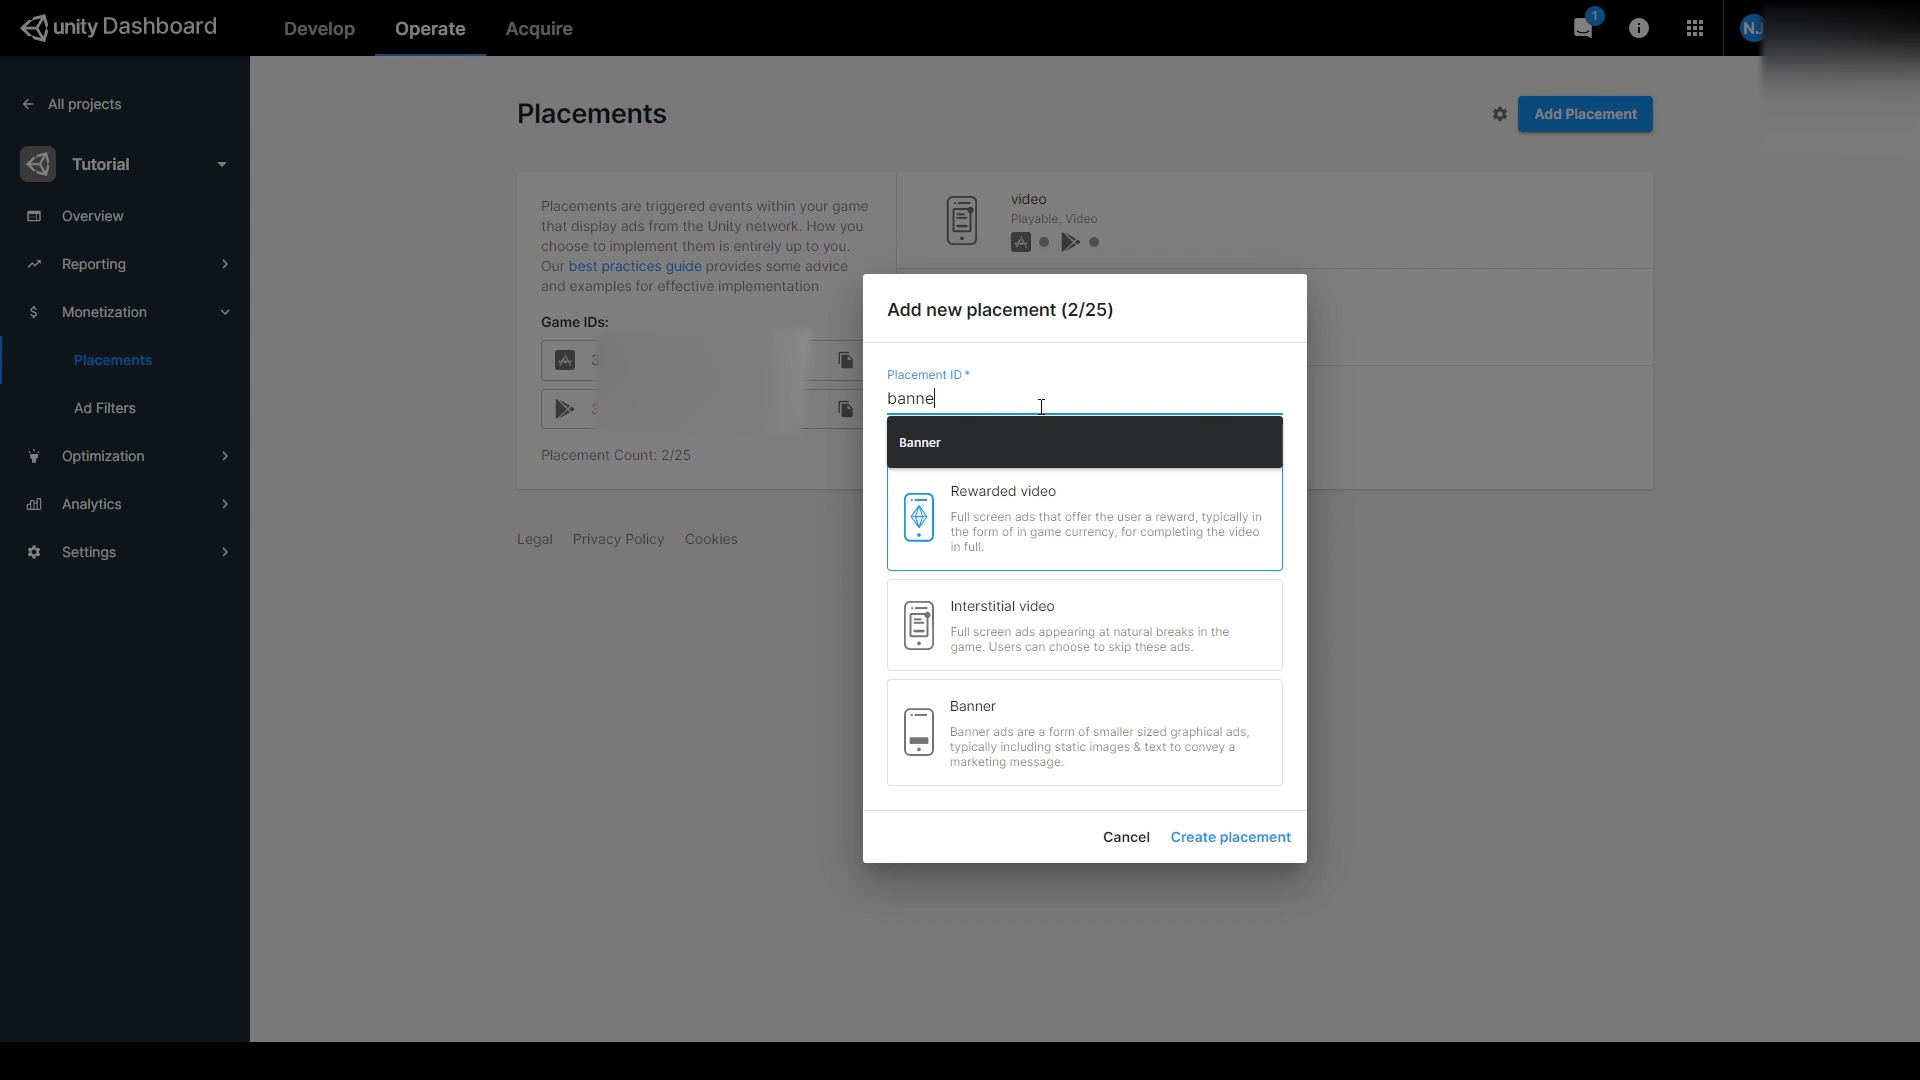 unity Dashboard
Develop
Operate
Acquire
1
NJ
All projects
Tutorial
Overview
Reporting
$ Monetization
Placements
Ad Filters
Optimization
Analytics
Settings
Placements
Add Placement
Placements are triggered events within your game
that display ads from the Unity network. How you
choose to implement them is entirely up to you.
Our best practices guide provides some advice
and examples for effective implementation
Game IDs:
3
3
Placement Count: 2/25
video
Playable, Video
Legal
Privacy Policy
Cookies
Add new placement (2/25)
Placement ID *
banne
Banner
Rewarded video
Full screen ads that offer the user a reward, typically in
the form of in game currency, for completing the video
in full.
Interstitial video
Full screen ads appearing at natural breaks in the
game. Users can choose to skip these ads.
Banner
Banner ads are a form of smaller sized graphical ads,
typically including static images & text to convey a
marketing message.
Cancel
Create placement